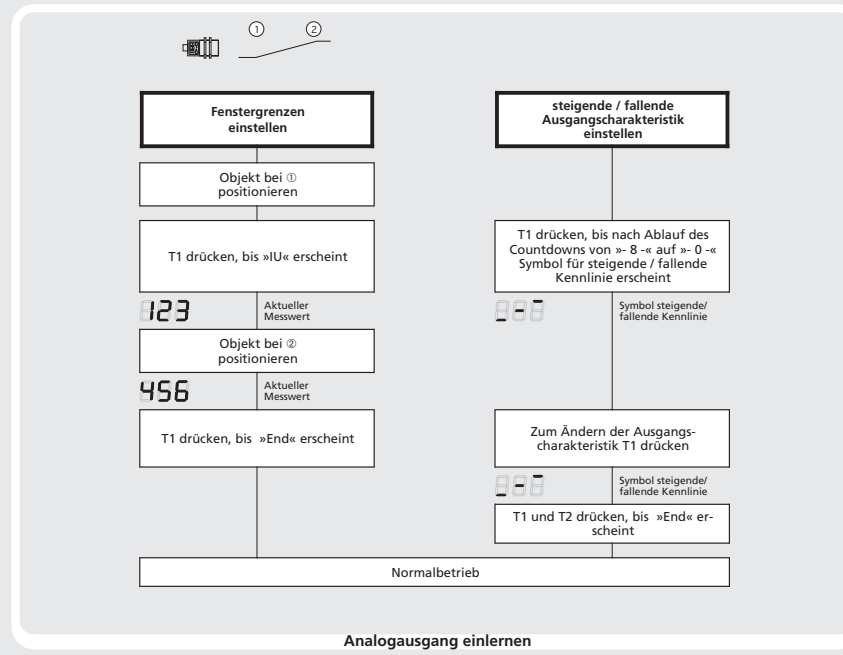 ① ②
Fenstergrenzen
einstellen
Objekt bei ①
positionieren
T1 drücken, bis »IU« erscheint
123
Aktueller
Messwert
Objekt bei ②
positionieren
456
Aktueller
Messwert
T1 drücken, bis »End« erscheint
steigende / fallende
Ausgangscharakteristik
einstellen
T1 drücken, bis nach Ablauf des
Countdowns von »- 8 -« auf »- 0 -«
Symbol für steigende / fallende
Kennlinie erscheint
Symbol steigende/
fallende Kennlinie
Zum Ändern der Ausgangs-
charakteristik T1 drücken
Symbol steigende/
fallende Kennlinie
T1 und T2 drücken, bis »End« er-
scheint
Normalbetrieb
Analogausgang einlernen